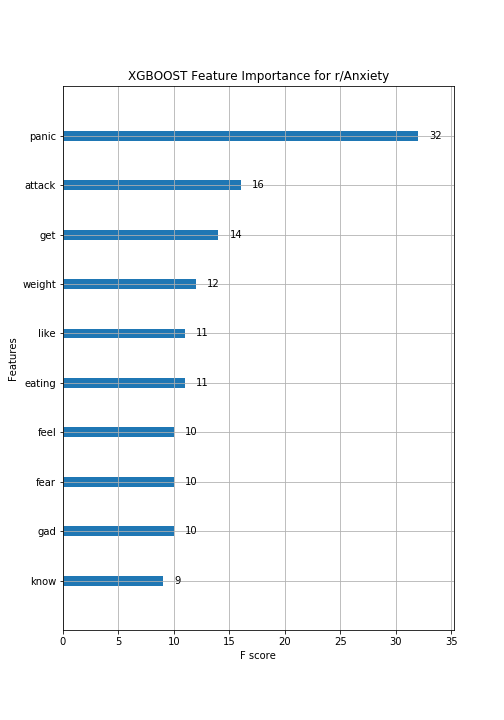 XGBOOST Feature Importance for r/Anxiety
panic 32
attack 16
get 14
weight 12
like 11
eating 11
feel 10
fear 10
gad 10
know 9
Features
0 5 10 15 20 25 30 35
F score